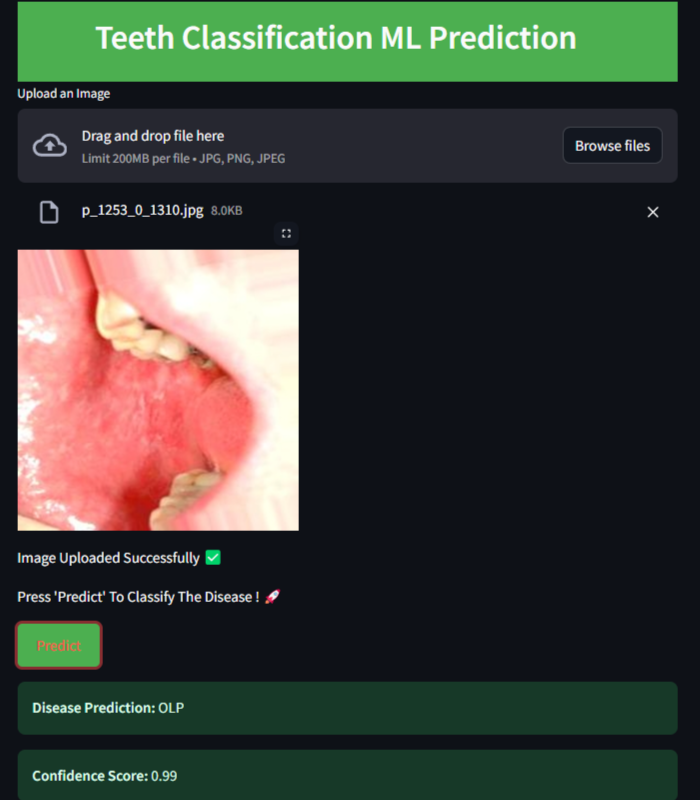 Teeth Classification ML Prediction
Upload an Image
Drag and drop file here
Limit 200MB per file • JPG, PNG, JPEG
Browse files
p_1253_0_1310.jpg 8.0KB
Image Uploaded Successfully ✅
Press 'Predict' To Classify The Disease ! 🚀
Predict
Disease Prediction: OLP
Confidence Score: 0.99